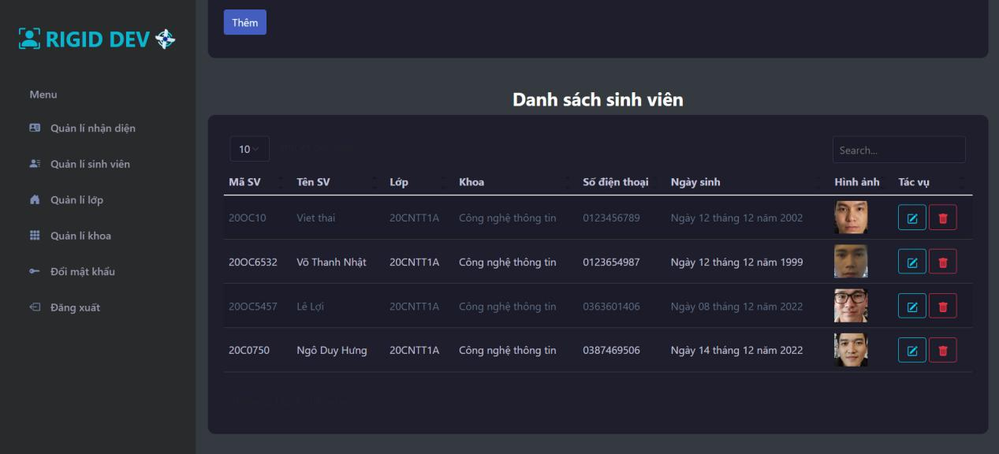 Thêm
RIGID DEV
Menu
Quản lí nhận diện
Quản lí sinh viên
Quản lí lớp
Quản lí khoa
Đổi mật khẩu
Đăng xuất
Danh sách sinh viên
10
Search...
Mã SV Tên SV Lớp Khoa Số điện thoại Ngày sinh Hình ảnh Tác vụ
20OC10 Viet thai 20CNTT1A Công nghệ thông tin 0123456789 Ngày 12 tháng 12 năm 2002
20OC6532 Võ Thanh Nhật 20CNTT1A Công nghệ thông tin 0123654987 Ngày 12 tháng 12 năm 1999
20OC5457 Lê Lợi 20CNTT1A Công nghệ thông tin 0363601406 Ngày 08 tháng 12 năm 2022
20C0750 Ngô Duy Hưng 20CNTT1A Công nghệ thông tin 0387469506 Ngày 14 tháng 12 năm 2022